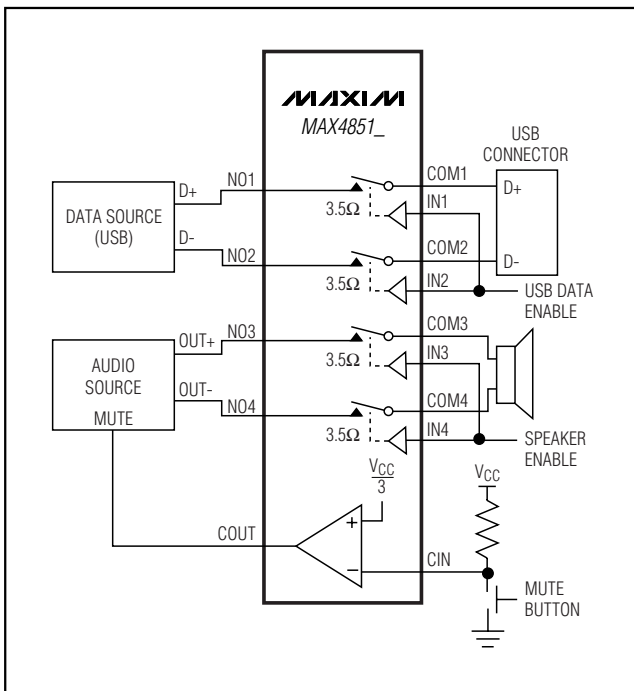 MAXIM
MAX4851_
USB
CONNECTOR
DATA SOURCE
(USB)
D+
D-
NO1
NO2
3.5Ω
3.5Ω
COM1
IN1
COM2
IN2
D+
D-
USB DATA
ENABLE
AUDIO
SOURCE
MUTE
OUT+
OUT-
NO3
NO4
3.5Ω
3.5Ω
COM3
IN3
COM4
IN4
SPEAKER
ENABLE
VCC
3
VCC
COUT
+
−
CIN
MUTE
BUTTON